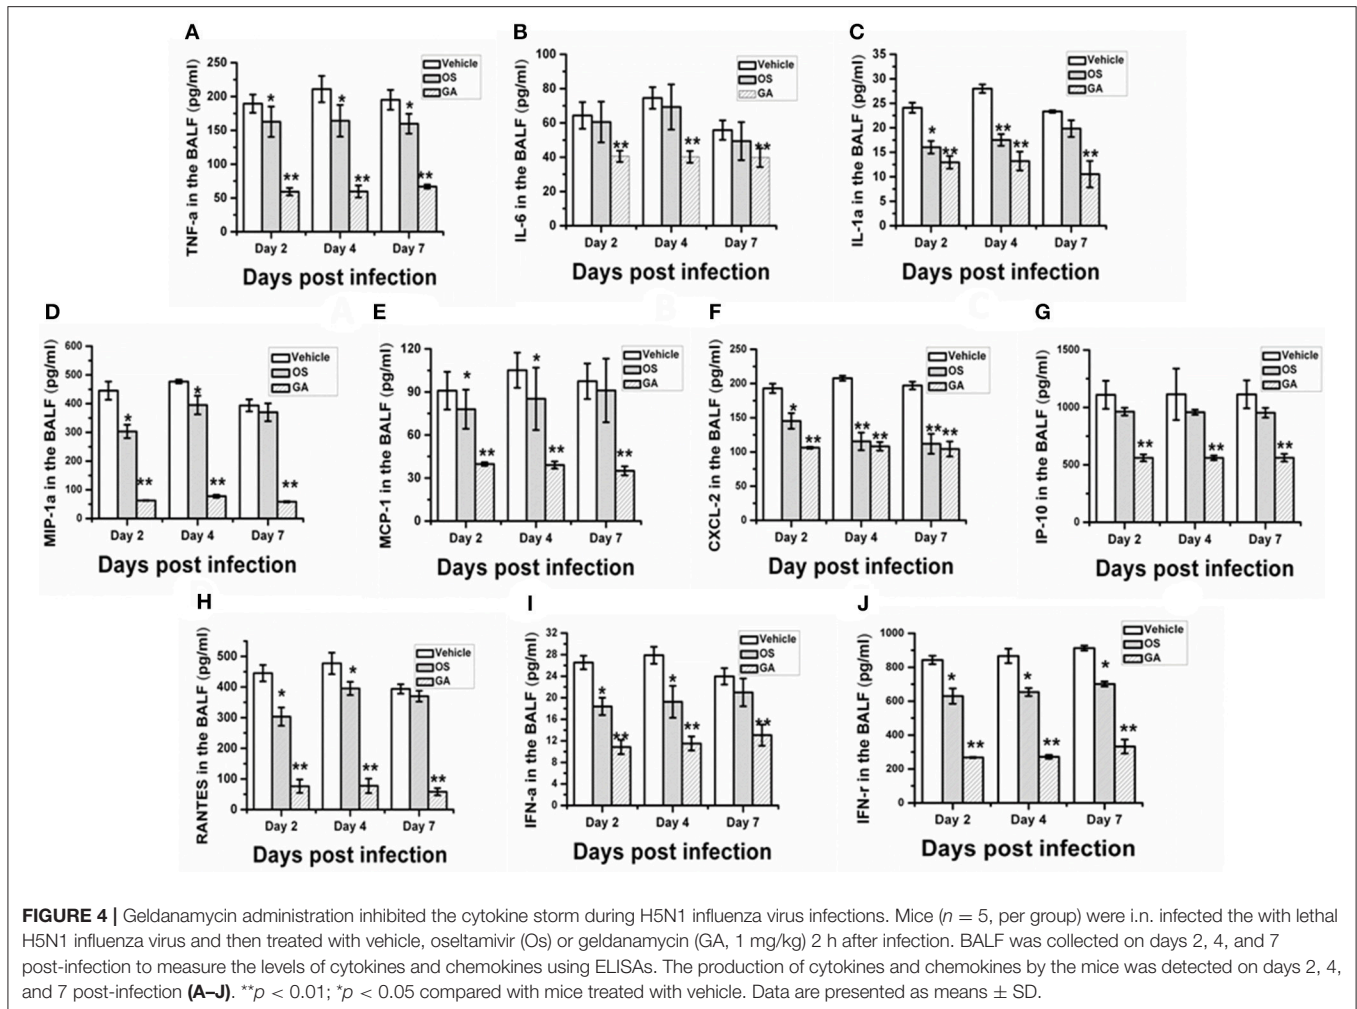 A
TNF-a in the BALF (pg/ml)
250
200
150
100
50
0
Vehicle
OS
GA
* ** * ** * **
Day 2 Day 4 Day 7
Days post infection
B
IL-6 in the BALF (pg/ml)
100
80
60
40
20
0
Vehicle
OS
GA
** ** **
Day 2 Day 4 Day 7
Days post infection
C
IL-1a in the BALF (pg/ml)
35
30
25
20
15
10
5
0
Vehicle
OS
GA
* ** ** ** **
Day 2 Day 4 Day 7
Days post infection
D
MIP-1a in the BALF (pg/ml)
600
500
400
300
200
100
0
Vehicle
OS
GA
* ** * ** **
Day 2 Day 4 Day 7
Days post infection
E
MCP-1 in the BALF (pg/ml)
120
90
60
30
0
Vehicle
OS
GA
* ** * ** **
Day 2 Day 4 Day 7
Days post infection
F
CXCL-2 in the BALF (pg/ml)
250
200
150
100
50
0
Vehicle
OS
GA
* ** ** ** ** **
Day 2 Day 4 Day 7
Day post infection
G
IP-10 in the BALF (pg/ml)
1500
1000
500
0
Vehicle
OS
GA
** ** **
Day 2 Day 4 Day 7
Days post infection
H
RANTES in the BALF (pg/ml)
500
400
300
200
100
0
Vehicle
OS
GA
* ** * ** **
Day 2 Day 4 Day 7
Days post infection
I
IFN-a in the BALF (pg/ml)
32
28
24
20
16
12
8
4
0
Vehicle
OS
GA
* ** * ** **
Day 2 Day 4 Day 7
Days post infection
J
IFN-r in the BALF (pg/ml)
1000
800
600
400
200
0
Vehicle
OS
GA
* ** * ** * **
Day 2 Day 4 Day 7
Days post infection
FIGURE 4 | Geldanamycin administration inhibited the cytokine storm during H5N1 influenza virus infections. Mice (n = 5, per group) were i.n. infected the with lethal
H5N1 influenza virus and then treated with vehicle, oseltamivir (Os) or geldanamycin (GA, 1 mg/kg) 2 h after infection. BALF was collected on days 2, 4, and 7
post-infection to measure the levels of cytokines and chemokines using ELISAs. The production of cytokines and chemokines by the mice was detected on days 2, 4,
and 7 post-infection (A–J). **p < 0.01; *p < 0.05 compared with mice treated with vehicle. Data are presented as means ± SD.